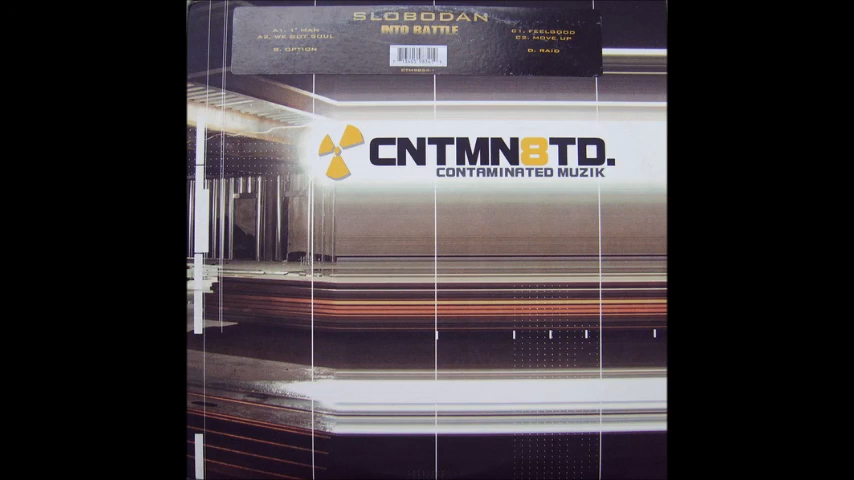 SLOBODAN
INTO BATTLE
A1. 1ˢᵗ MAN
A2. WE GOT SOUL
B. OPTION
C1. FEELGOOD
C2. MOVE UP
D. RAID
CNTMN8TD.
CONTAMINATED MUZIK